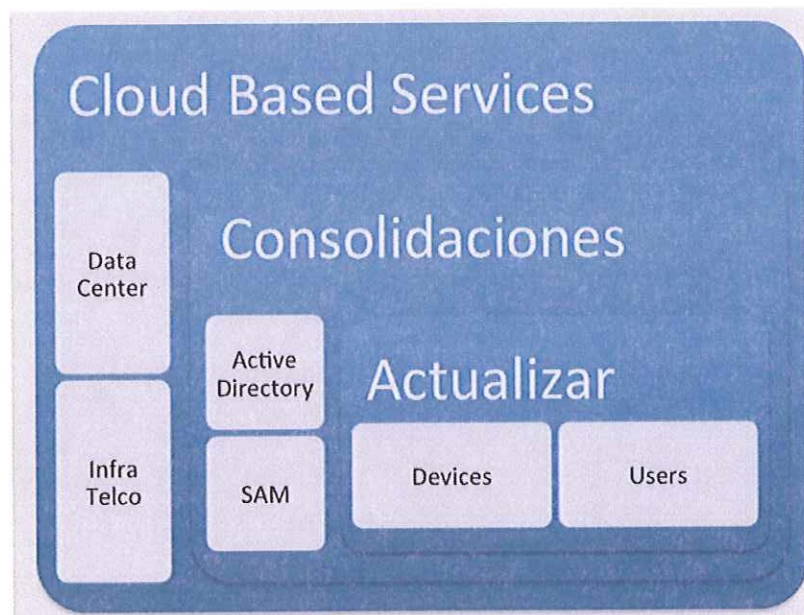 Cloud Based Services
Data
Center
Infra
Telco
Consolidaciones
Active
Directory
SAM
Actualizar
Devices
Users